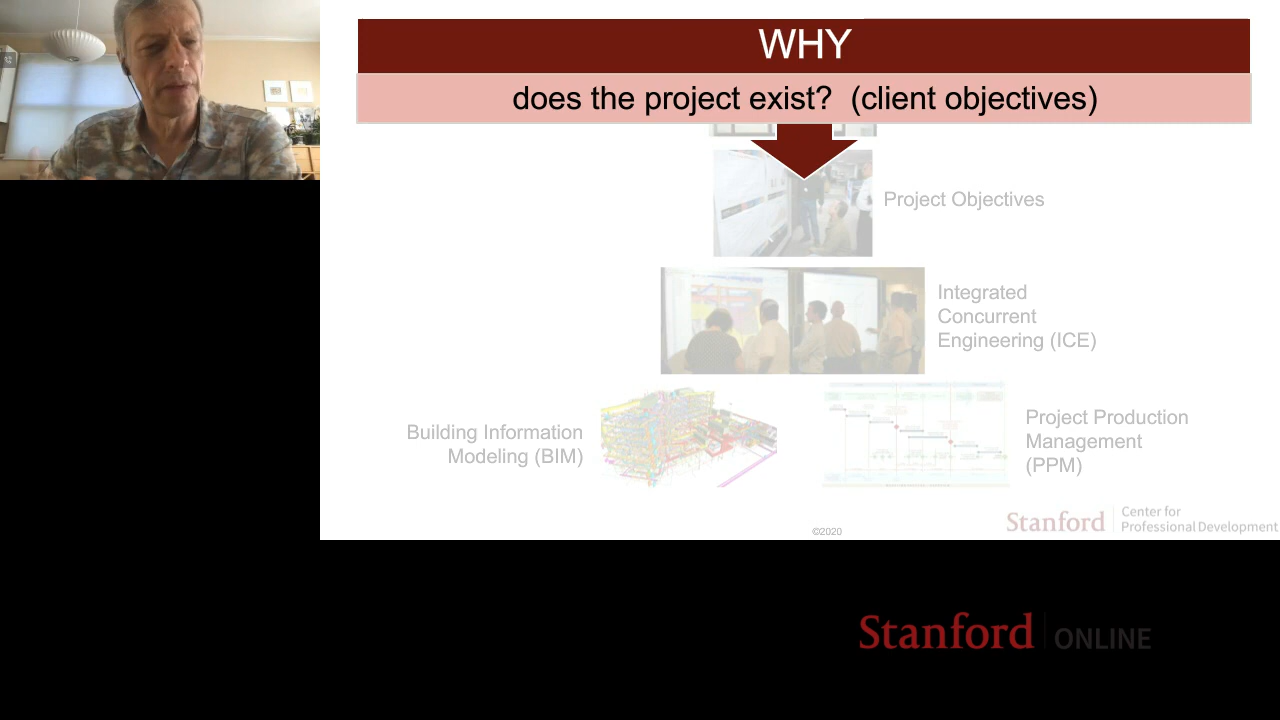 WHY
does the project exist? (client objectives)
Project Objectives
Integrated
Concurrent
Engineering (ICE)
Building Information
Modeling (BIM)
Project Production
Management
(PPM)
©2020
Stanford
Center for
Professional Development
Stanford
ONLINE